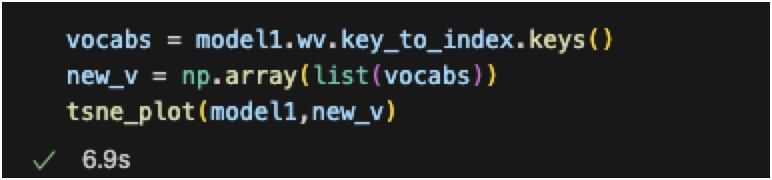 vocabs = model1.wv.key_to_index.keys()
new_v = np.array(list(vocabs))
tsne_plot(model1,new_v)
✓ 6.9s